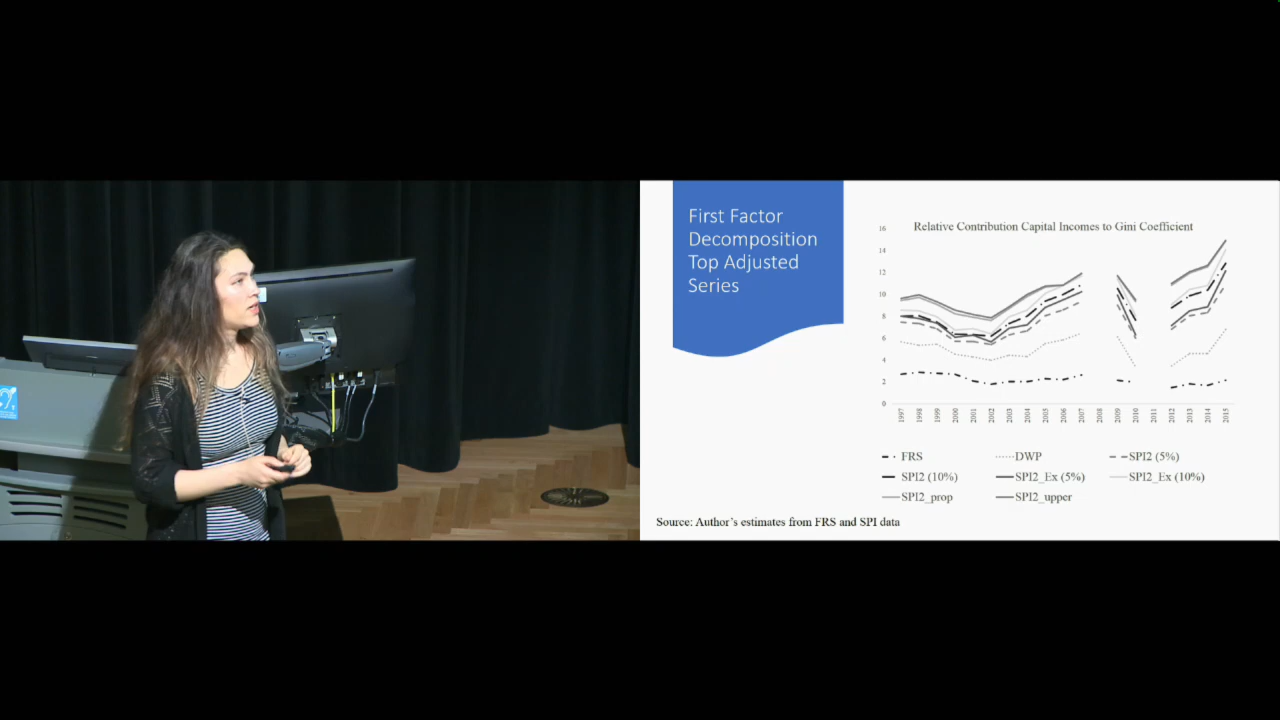 First Factor
Decomposition
Top Adjusted
Series
Relative Contribution Capital Incomes to Gini Coefficient
16
14
12
10
8
6
4
2
0
1997 1998 1999 2000 2001 2002 2003 2004 2005 2006 2007 2008 2009 2010 2011 2012 2013 2014 2015
FRS DWP SPI2 (5%)
SPI2 (10%) SPI2_Ex (5%) SPI2_Ex (10%)
SPI2_prop SPI2_upper
Source: Author's estimates from FRS and SPI data